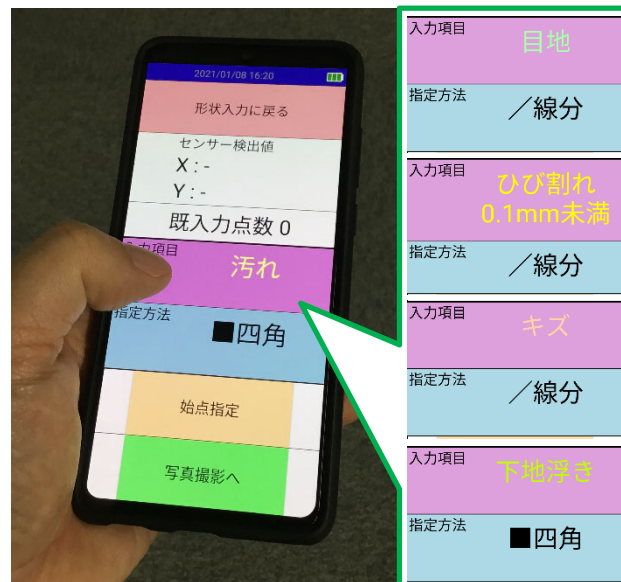 2021/01/08 16:20
形状入力に戻る
センサー検出値
X : -
Y : -
既入力点数 0
入力項目
汚れ
指定方法
■四角
始点指定
写真撮影へ
入力項目
目地
指定方法
／線分
入力項目
ひび割れ
0.1mm未満
指定方法
／線分
入力項目
キズ
指定方法
／線分
入力項目
下地浮き
指定方法
■四角